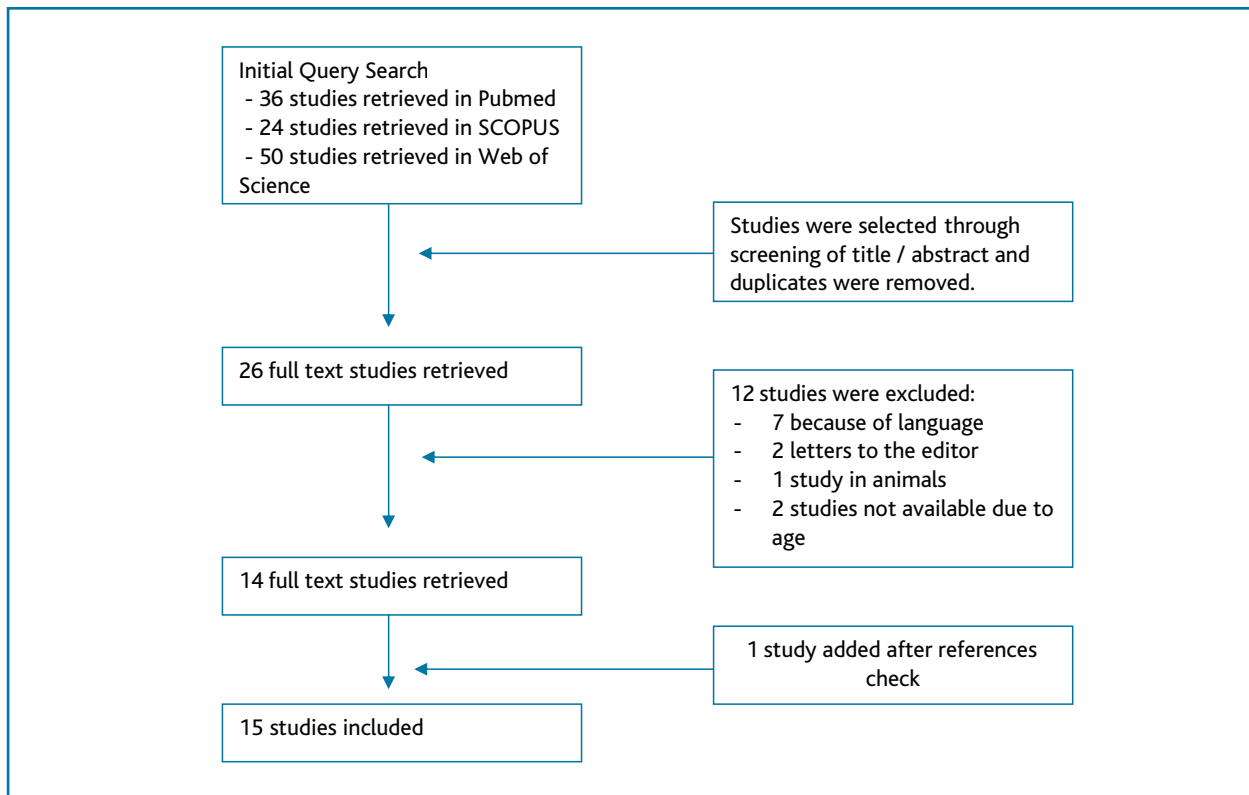 Initial Query Search
- 36 studies retrieved in Pubmed
- 24 studies retrieved in SCOPUS
- 50 studies retrieved in Web of
Science
Studies were selected through
screening of title / abstract and
duplicates were removed.
26 full text studies retrieved
12 studies were excluded:
- 7 because of language
- 2 letters to the editor
- 1 study in animals
- 2 studies not available due to
age
14 full text studies retrieved
1 study added after references
check
15 studies included